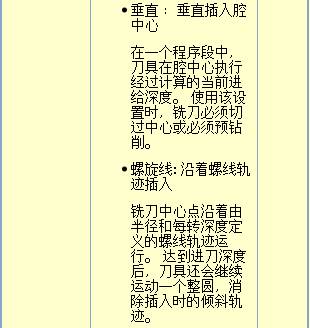 • 垂直： 垂直插入腔
中心
在一个程序段中，
刀具在腔中心执行
经过计算的当前进
给深度。 使用该设
置时，铣刀必须切
过中心或必须预钻
削。
• 螺旋线: 沿着螺线轨
迹插入
铣刀中心点沿着由
半径和每转深度定
义的螺线轨迹运
行。 达到进刀深度
后，刀具还会继续
运动一个整圆，消
除插入时的倾斜轨
迹。